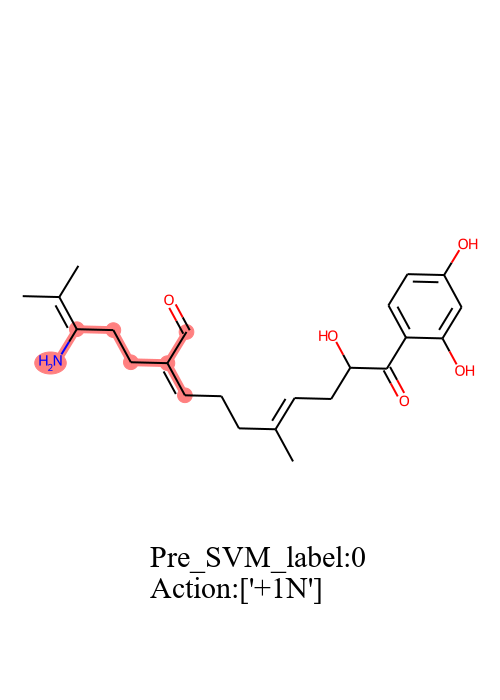 OH
O
HO
H2N
OH
O
Pre_SVM_label:0
Action:['+1N']